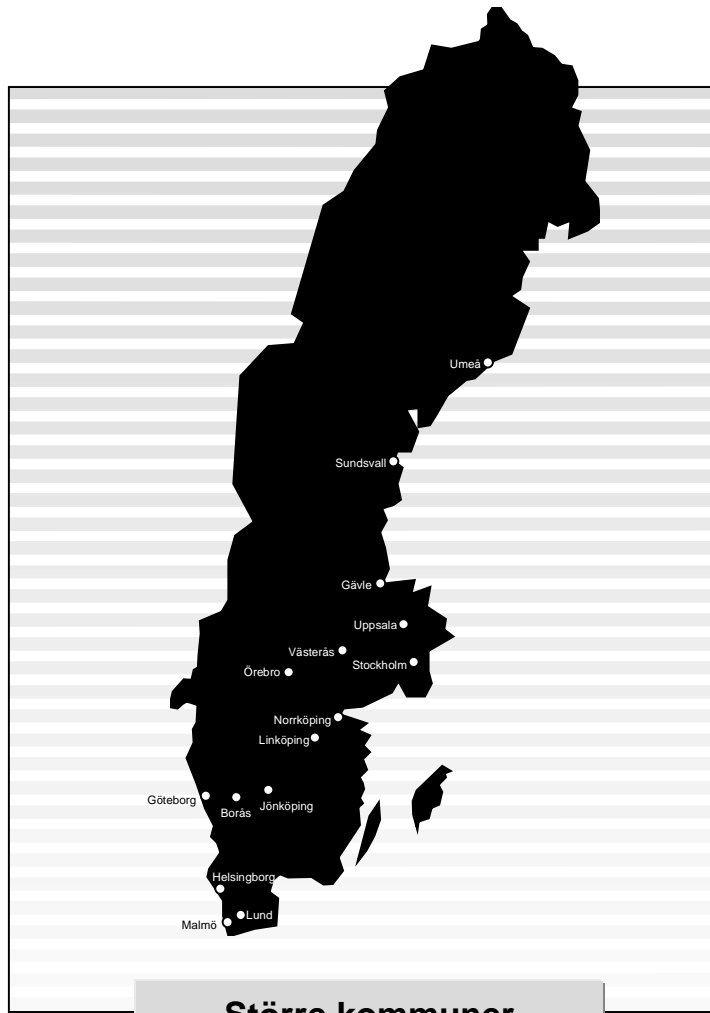 Umeå
Sundsvall
Gävle
Uppsala
Västerås
Stockholm
Örebro
Norrköping
Linköping
Göteborg
Borås
Jönköping
Helsingborg
Lund
Malmö
Större kommuner